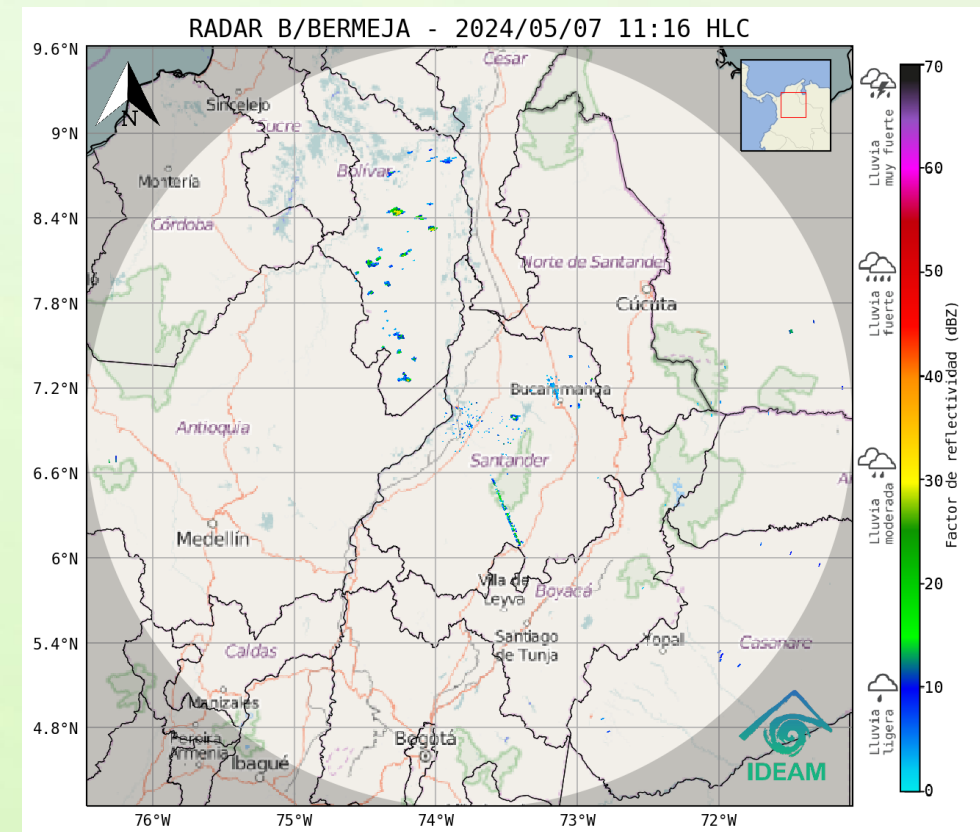 RADAR B/BERMEJA - 2024/05/07 11:16 HLC
9.6°N
9°N
8.4°N
7.8°N
7.2°N
6.6°N
6°N
5.4°N
4.8°N
76°W
75°W
74°W
73°W
72°W
N
Cesar
Sincelejo
Sucre
Montería
Bolívar
Córdoba
Norte de Santander
Cúcuta
Bucaramanga
Antioquia
Santander
Medellín
Villa de
Leyva
Boyacá
Santiago
de Tunja
Yopal
Casanare
Caldas
Manizales
Pereira
Armenia
Ibagué
Bogotá
IDEAM
Lluvia
muy fuerte
Lluvia
fuerte
Lluvia
moderada
Lluvia
ligera
70
60
50
40
30
20
10
0
Factor de reflectividad (dBZ)